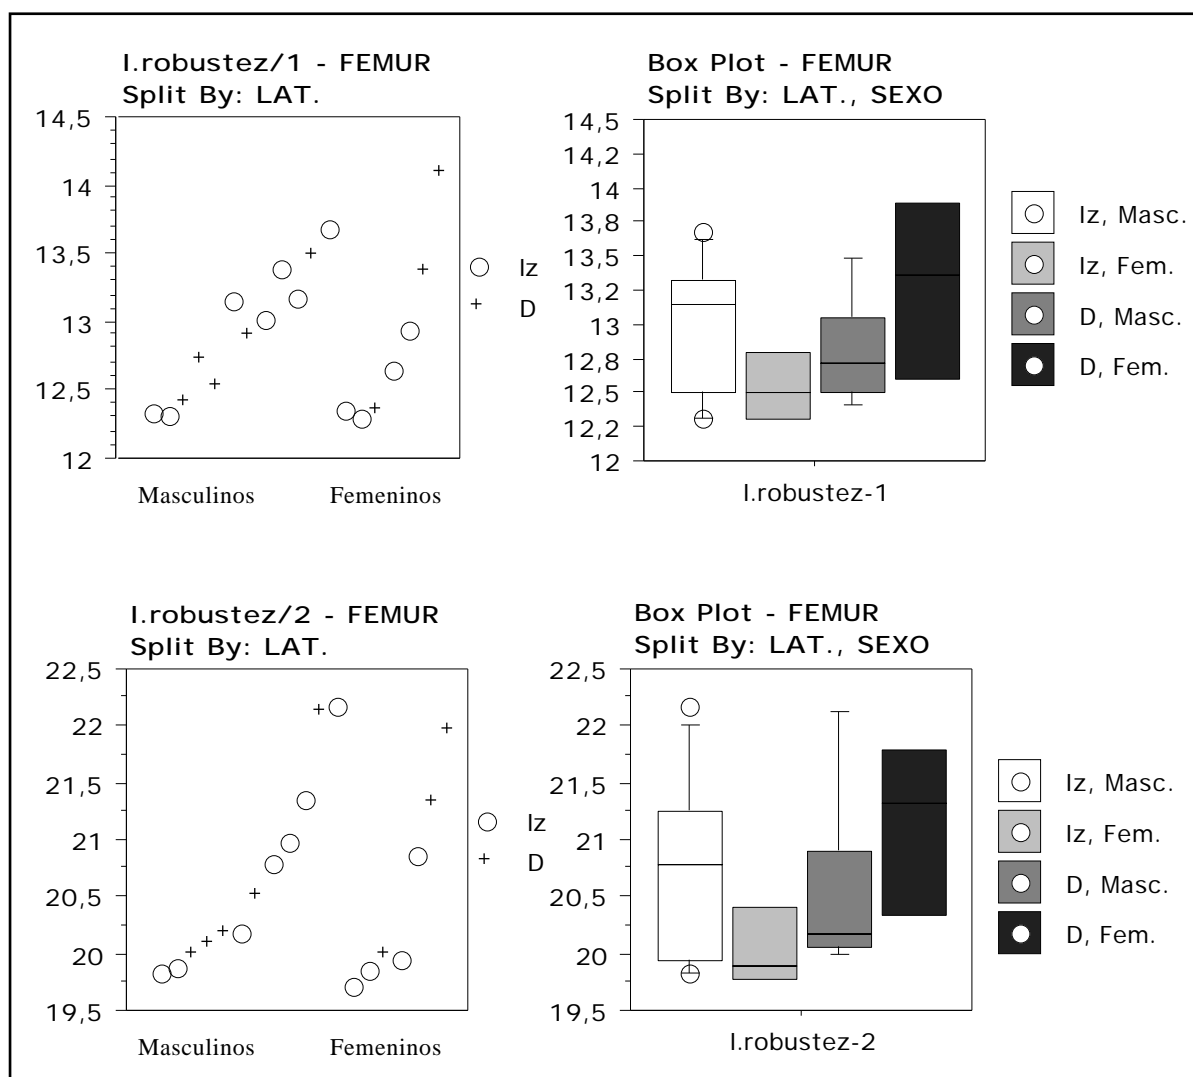 I.robustez/1 - FEMUR
Split By: LAT.
14,5
14
13,5
13
12,5
12
Masculinos Femeninos
Iz
D
Box Plot - FEMUR
Split By: LAT., SEXO
14,5
14,2
14
13,8
13,5
13,2
13
12,8
12,5
12,2
12
I.robustez-1
Iz, Masc.
Iz, Fem.
D, Masc.
D, Fem.
I.robustez/2 - FEMUR
Split By: LAT.
22,5
22
21,5
21
20,5
20
19,5
Masculinos Femeninos
Iz
D
Box Plot - FEMUR
Split By: LAT., SEXO
22,5
22
21,5
21
20,5
20
19,5
I.robustez-2
Iz, Masc.
Iz, Fem.
D, Masc.
D, Fem.